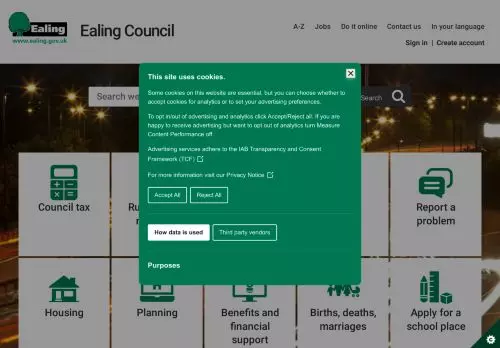 Ealing
www.ealing.gov.uk
Ealing Council
A-Z Jobs Do it online Contact us In your language
Sign in | Create account
Search
This site uses cookies.
Some cookies on this website are essential, but you can choose whether to
accept cookies for analytics or to set your advertising preferences.
To opt in/out of advertising and analytics click Accept/Reject all. If you are
happy to receive advertising but want to opt out of analytics turn Measure
Content Performance off
Advertising services adhere to the IAB Transparency and Consent
Framework (TCF)
For more information visit our Privacy Notice
Accept All Reject All
How data is used Third party vendors
Purposes
Search
Council tax
Report a
problem
Housing
Planning
Benefits and
financial
support
Births, deaths,
marriages
Apply for a
school place